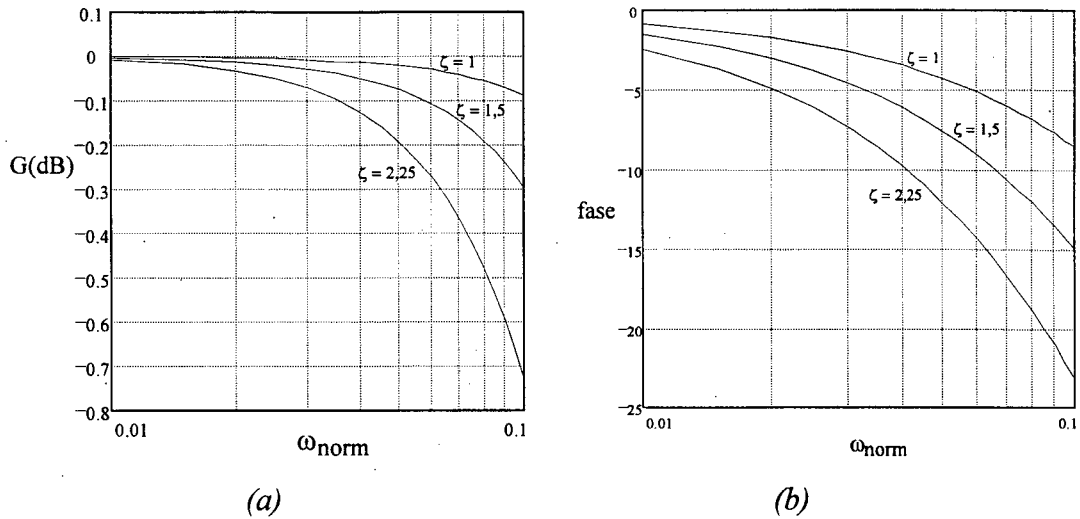 0.1
0
−0.1
−0.2
−0.3
−0.4
−0.5
−0.6
−0.7
−0.8
G(dB)
ζ = 1
ζ = 1,5
ζ = 2,25
0.01
0.1
ωnorm
(a)
0
−5
−10
−15
−20
−25
fase
ζ = 1
ζ = 1,5
ζ = 2,25
0.01
0.1
ωnorm
(b)